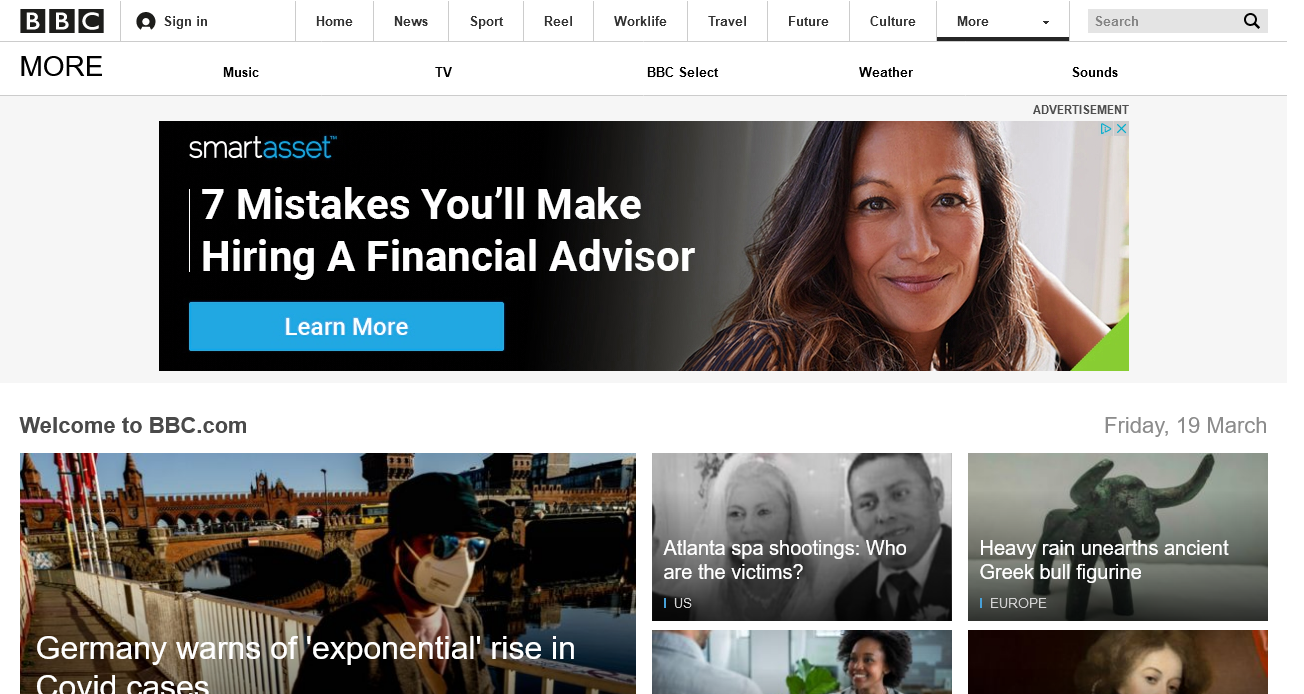 BBC
Sign in
Home
News
Sport
Reel
Worklife
Travel
Future
Culture
More
Search
MORE
Music
TV
BBC Select
Weather
Sounds
ADVERTISEMENT
smartasset™
7 Mistakes You'll Make
Hiring A Financial Advisor
Learn More
Welcome to BBC.com
Friday, 19 March
Germany warns of 'exponential' rise in
Covid cases
Atlanta spa shootings: Who
are the victims?
US
Heavy rain unearths ancient
Greek bull figurine
EUROPE